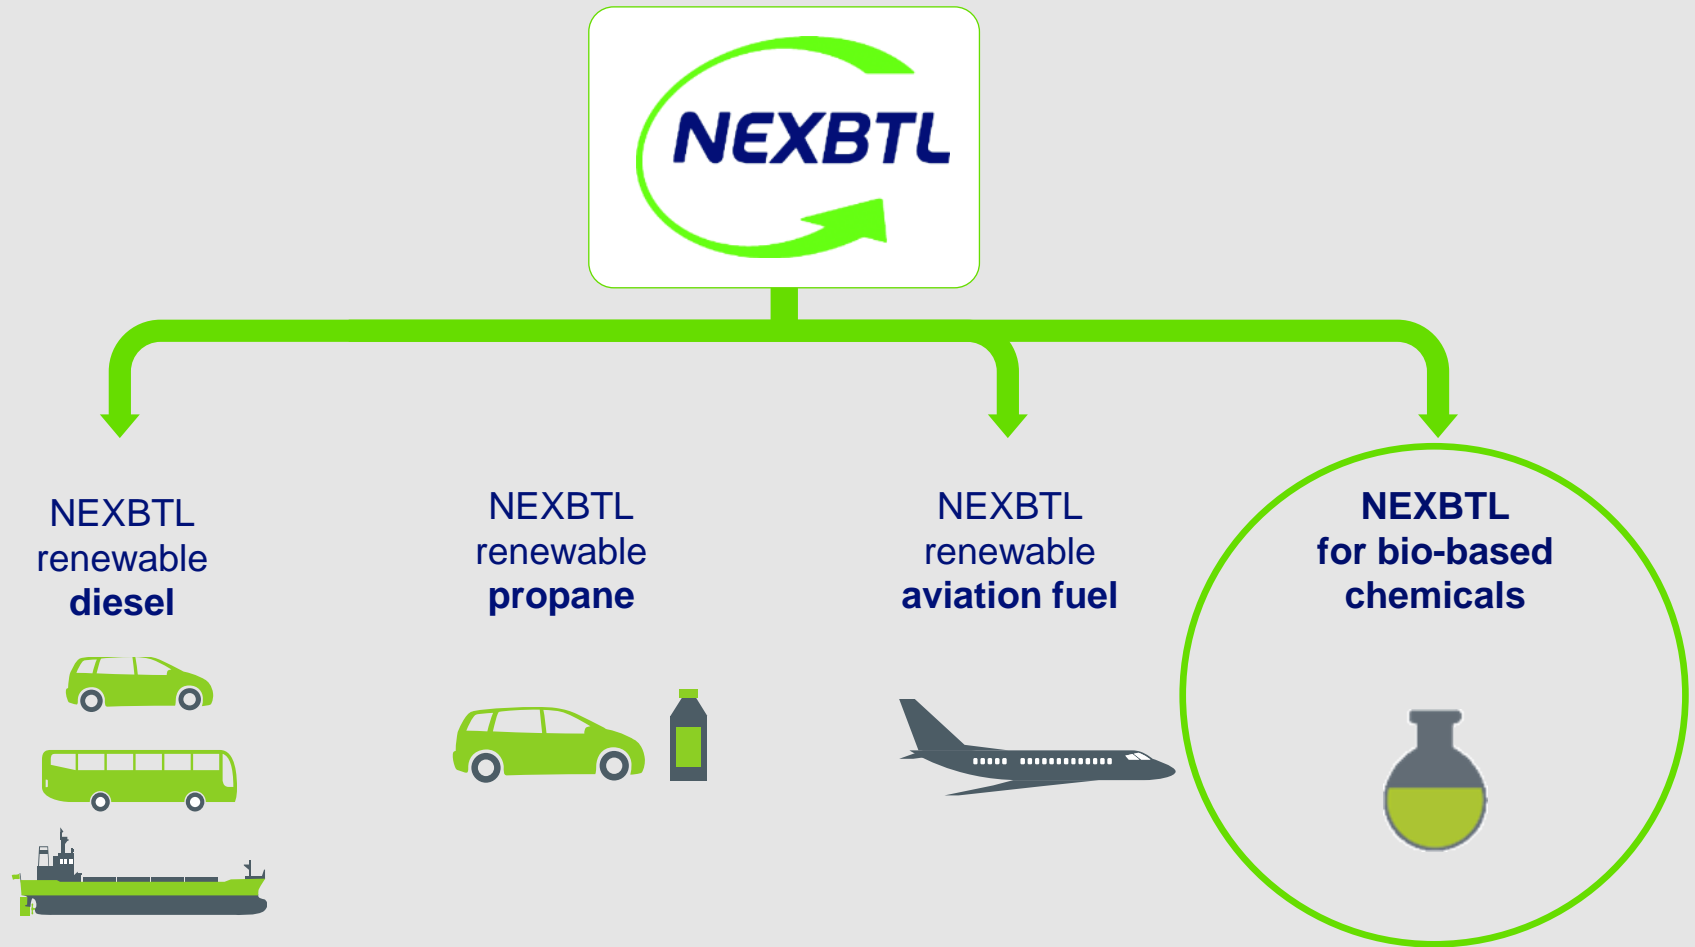 NEXBTL
NEXBTL
renewable
diesel
NEXBTL
renewable
propane
NEXBTL
renewable
aviation fuel
NEXBTL
for bio-based
chemicals